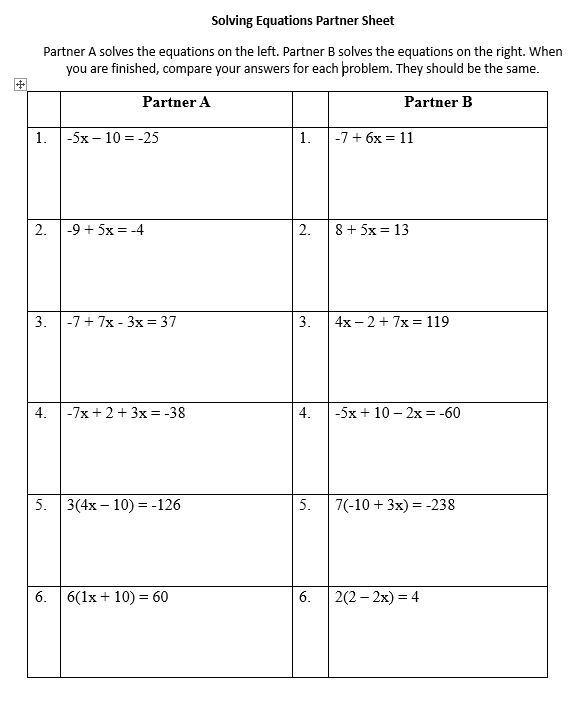 Solving Equations Partner Sheet
Partner A solves the equations on the left. Partner B solves the equations on the right. When
you are finished, compare your answers for each problem. They should be the same.
Partner A Partner B
1. -5x – 10 = -25 1. -7 + 6x = 11
2. -9 + 5x = -4 2. 8 + 5x = 13
3. -7 + 7x - 3x = 37 3. 4x – 2 + 7x = 119
4. -7x + 2 + 3x = -38 4. -5x + 10 – 2x = -60
5. 3(4x – 10) = -126 5. 7(-10 + 3x) = -238
6. 6(1x + 10) = 60 6. 2(2 – 2x) = 4